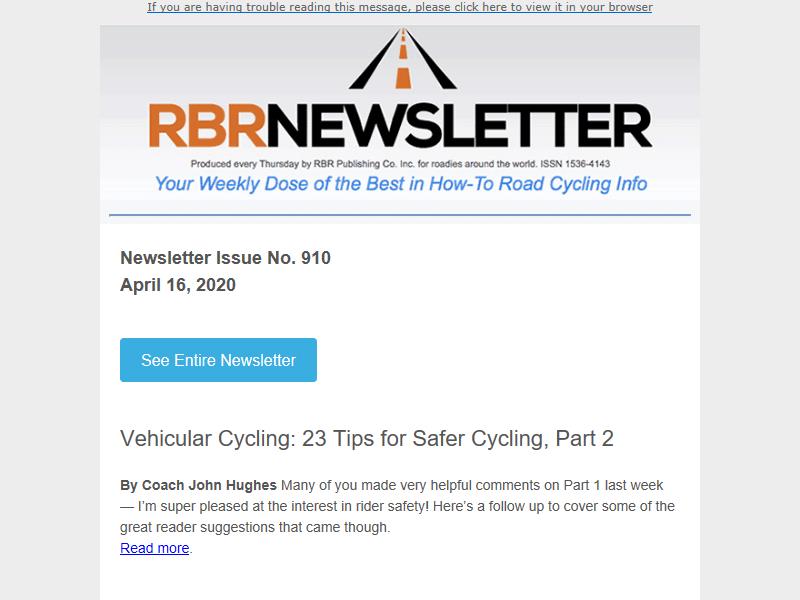 If you are having trouble reading this message, please click here to view it in your browser
RBRNEWSLETTER
Produced every Thursday by RBR Publishing Co. Inc. for roadies around the world. ISSN 1536-4143
Your Weekly Dose of the Best in How-To Road Cycling Info
Newsletter Issue No. 910
April 16, 2020
See Entire Newsletter
Vehicular Cycling: 23 Tips for Safer Cycling, Part 2
By Coach John Hughes Many of you made very helpful comments on Part 1 last week
— I’m super pleased at the interest in rider safety! Here’s a follow up to cover some of the
great reader suggestions that came though.
Read more.